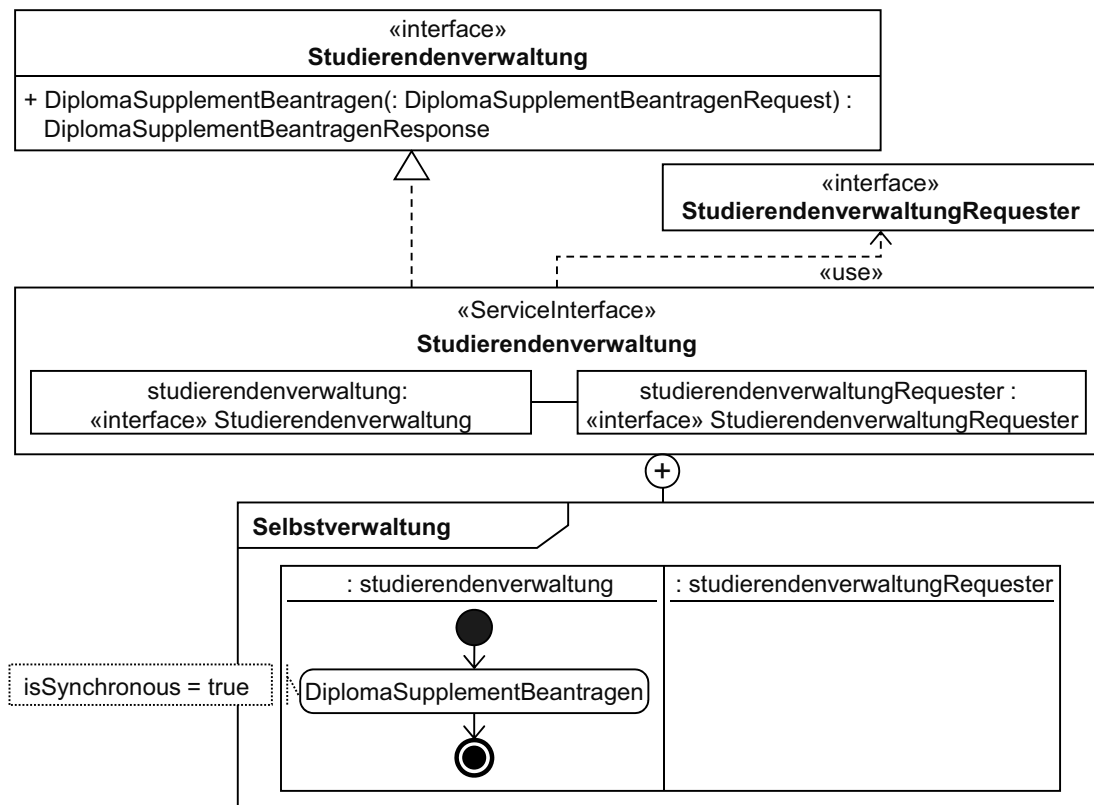 «interface»
Studierendenverwaltung
+ DiplomaSupplementBeantragen(: DiplomaSupplementBeantragenRequest) :
DiplomaSupplementBeantragenResponse
«interface»
StudierendenverwaltungRequester
«use»
«ServiceInterface»
Studierendenverwaltung
studierendenverwaltung:
«interface» Studierendenverwaltung
studierendenverwaltungRequester :
«interface» StudierendenverwaltungRequester
+
Selbstverwaltung
: studierendenverwaltung
: studierendenverwaltungRequester
isSynchronous = true
DiplomaSupplementBeantragen